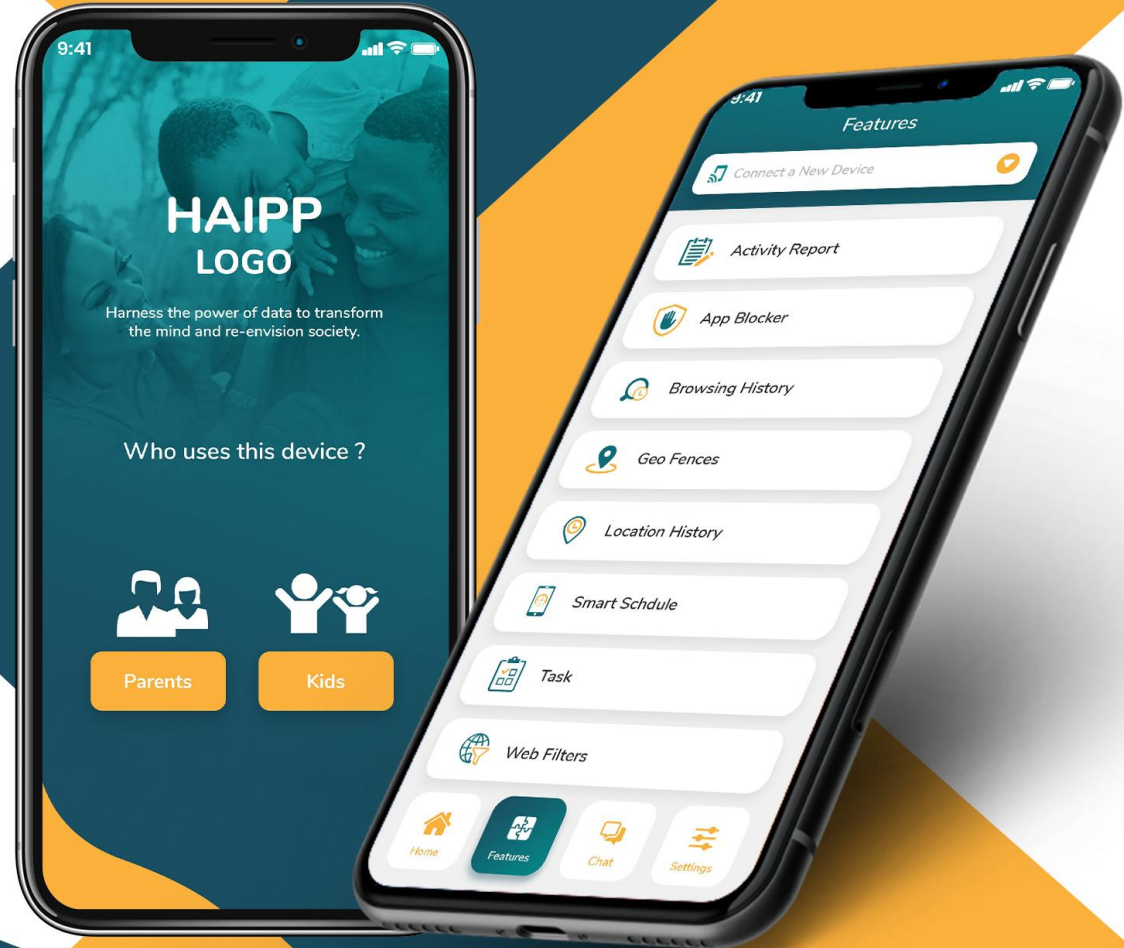 9:41
HAIPP
LOGO
Harness the power of data to transform
the mind and re-envision society.
Who uses this device ?
Parents
Kids
9:41
Features
Connect a New Device
Activity Report
App Blocker
Browsing History
Geo Fences
Location History
Smart Schdule
Task
Web Filters
Home
Features
Chat
Settings